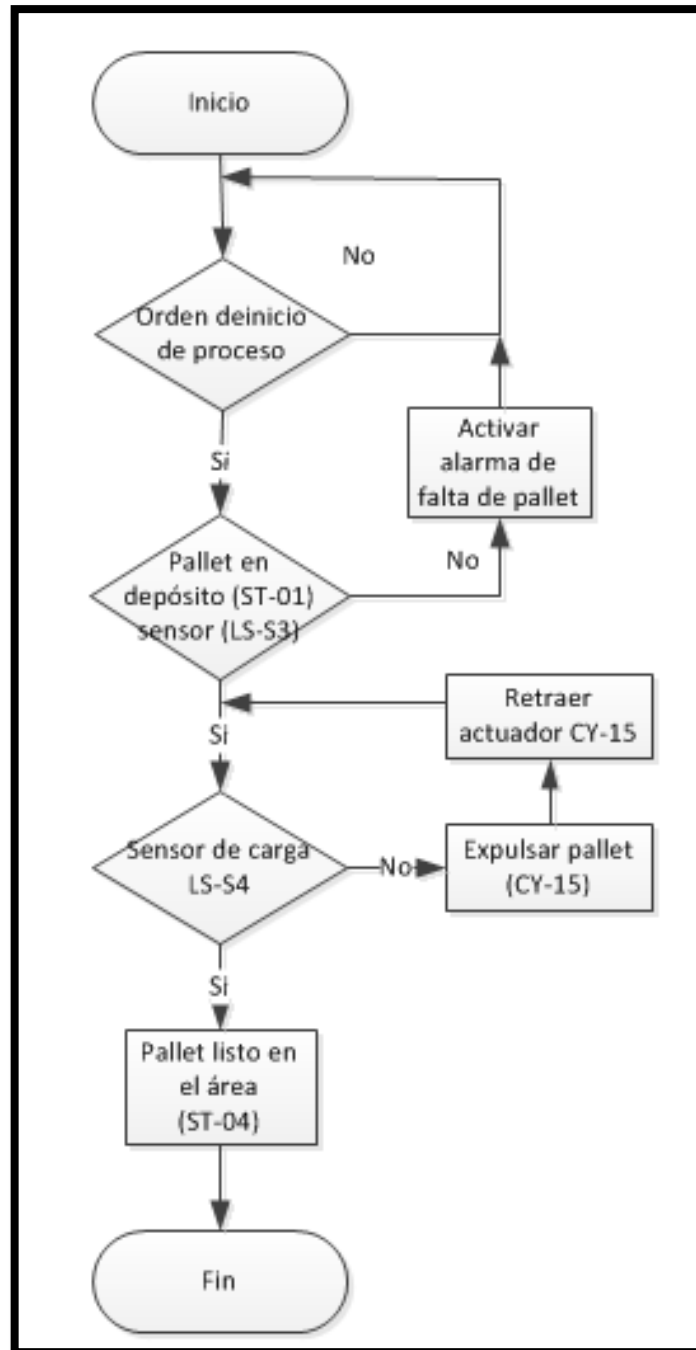 Inicio
No
Orden deinicio
de proceso
Activar
alarma de
falta de pallet
Si
Pallet en
depósito (ST-01)
sensor (LS-S3)
No
Retraer
actuador CY-15
Si
Sensor de carga
LS-S4
No
Expulsar pallet
(CY-15)
Si
Pallet listo en
el área
(ST-04)
Fin